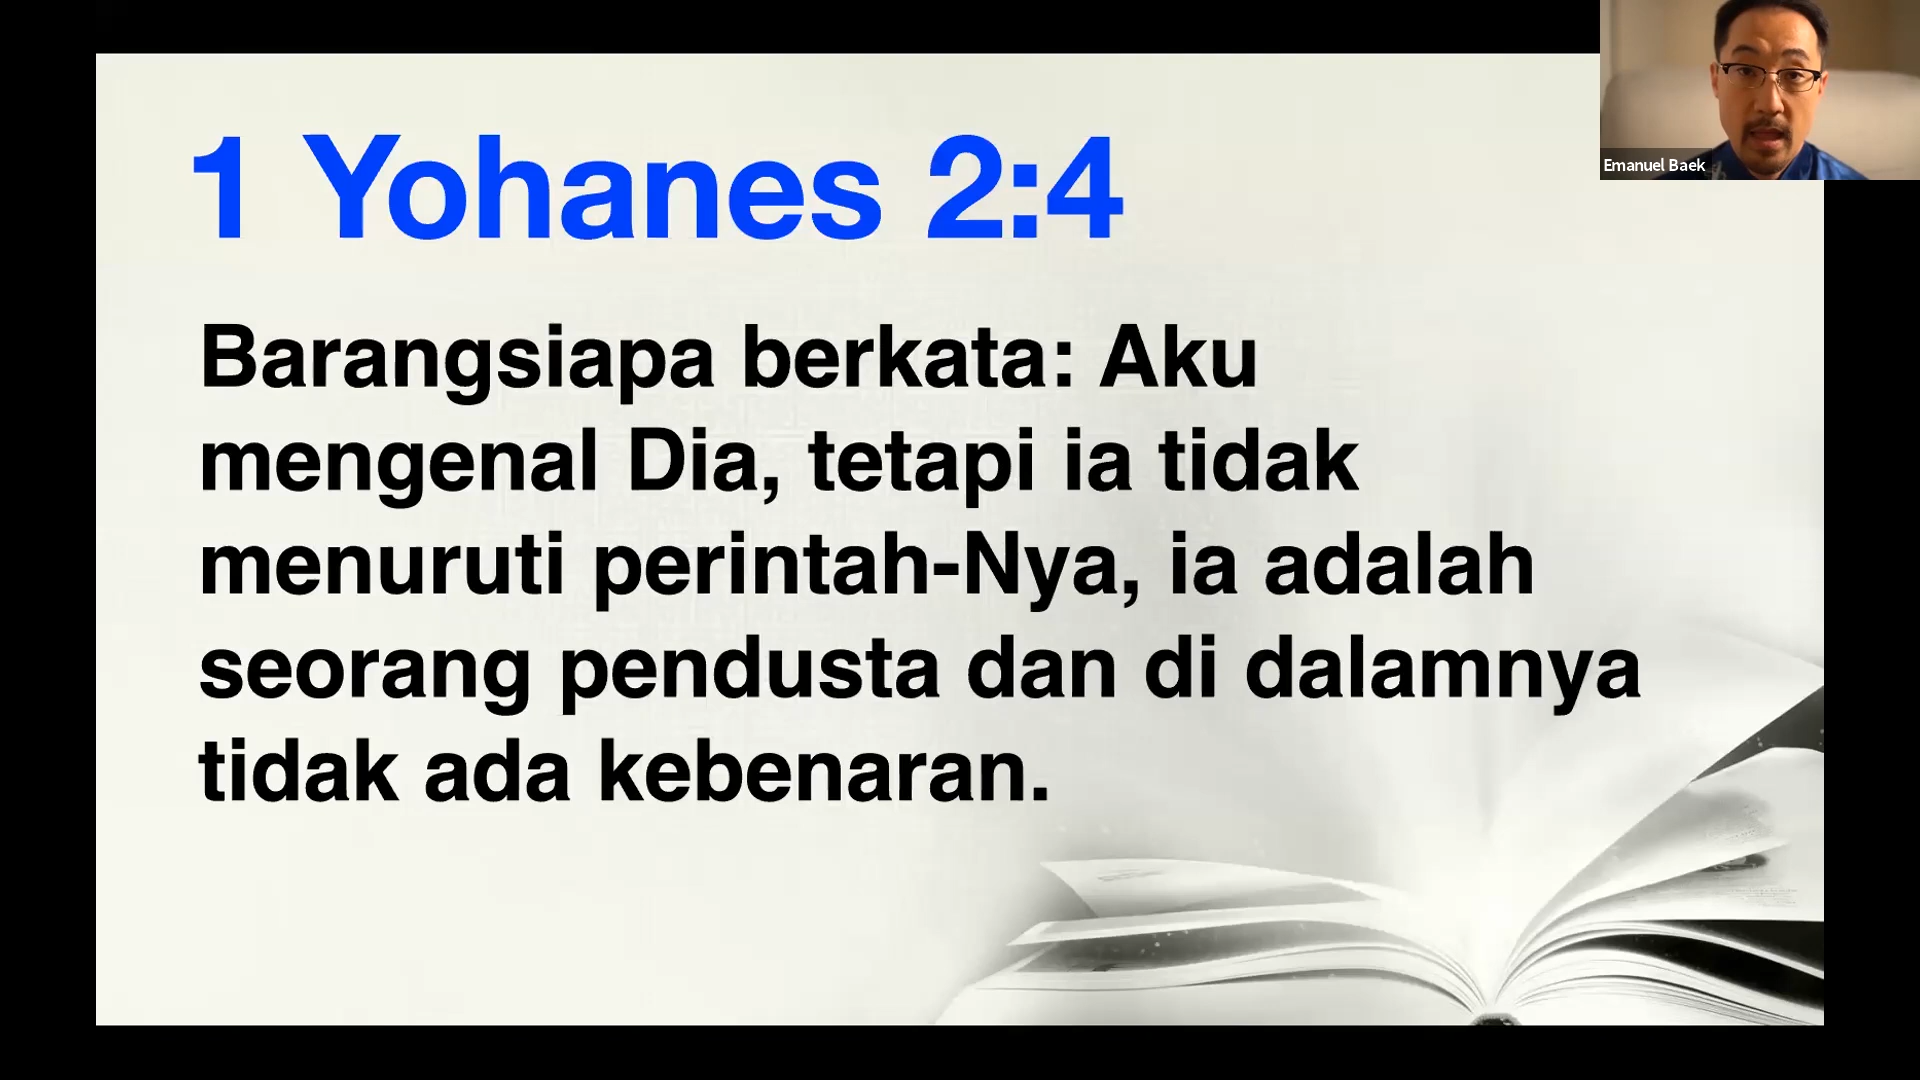 1 Yohanes 2:4
Barangsiapa berkata: Aku
mengenal Dia, tetapi ia tidak
menuruti perintah-Nya, ia adalah
seorang pendusta dan di dalamnya
tidak ada kebenaran.
Emanuel Baek